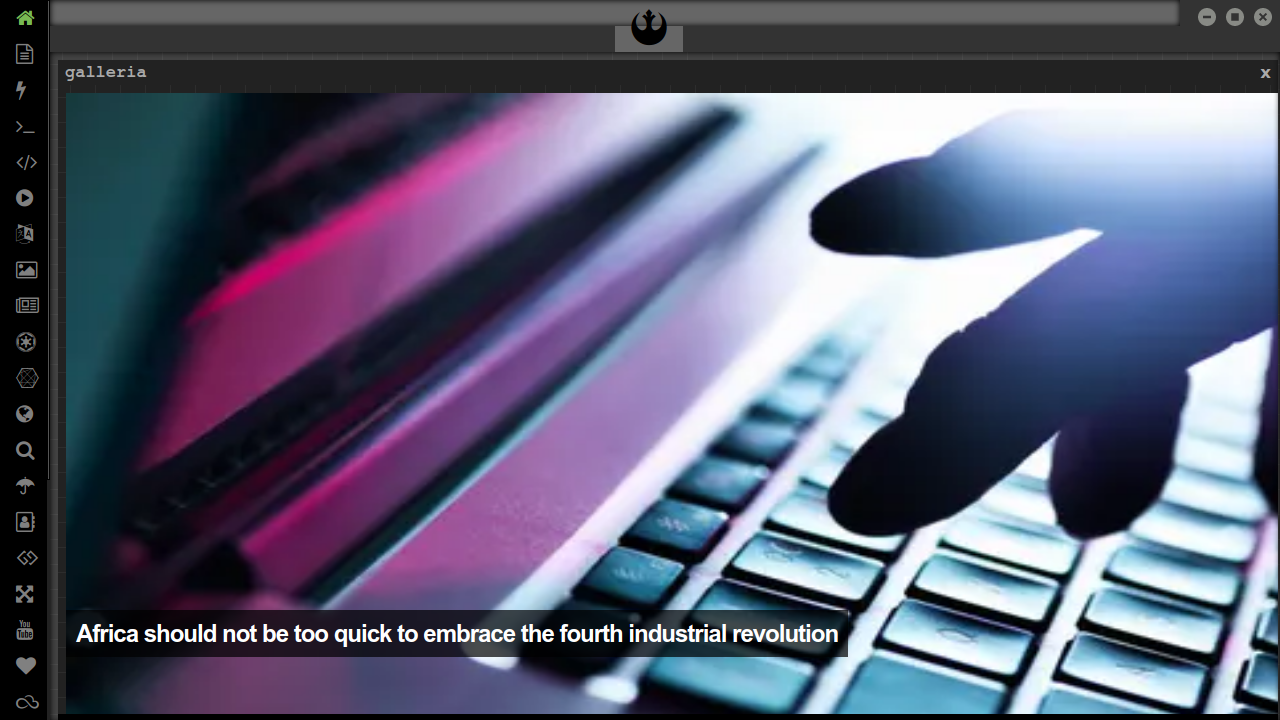 galleria
x
Africa should not be too quick to embrace the fourth industrial revolution
You
Tube